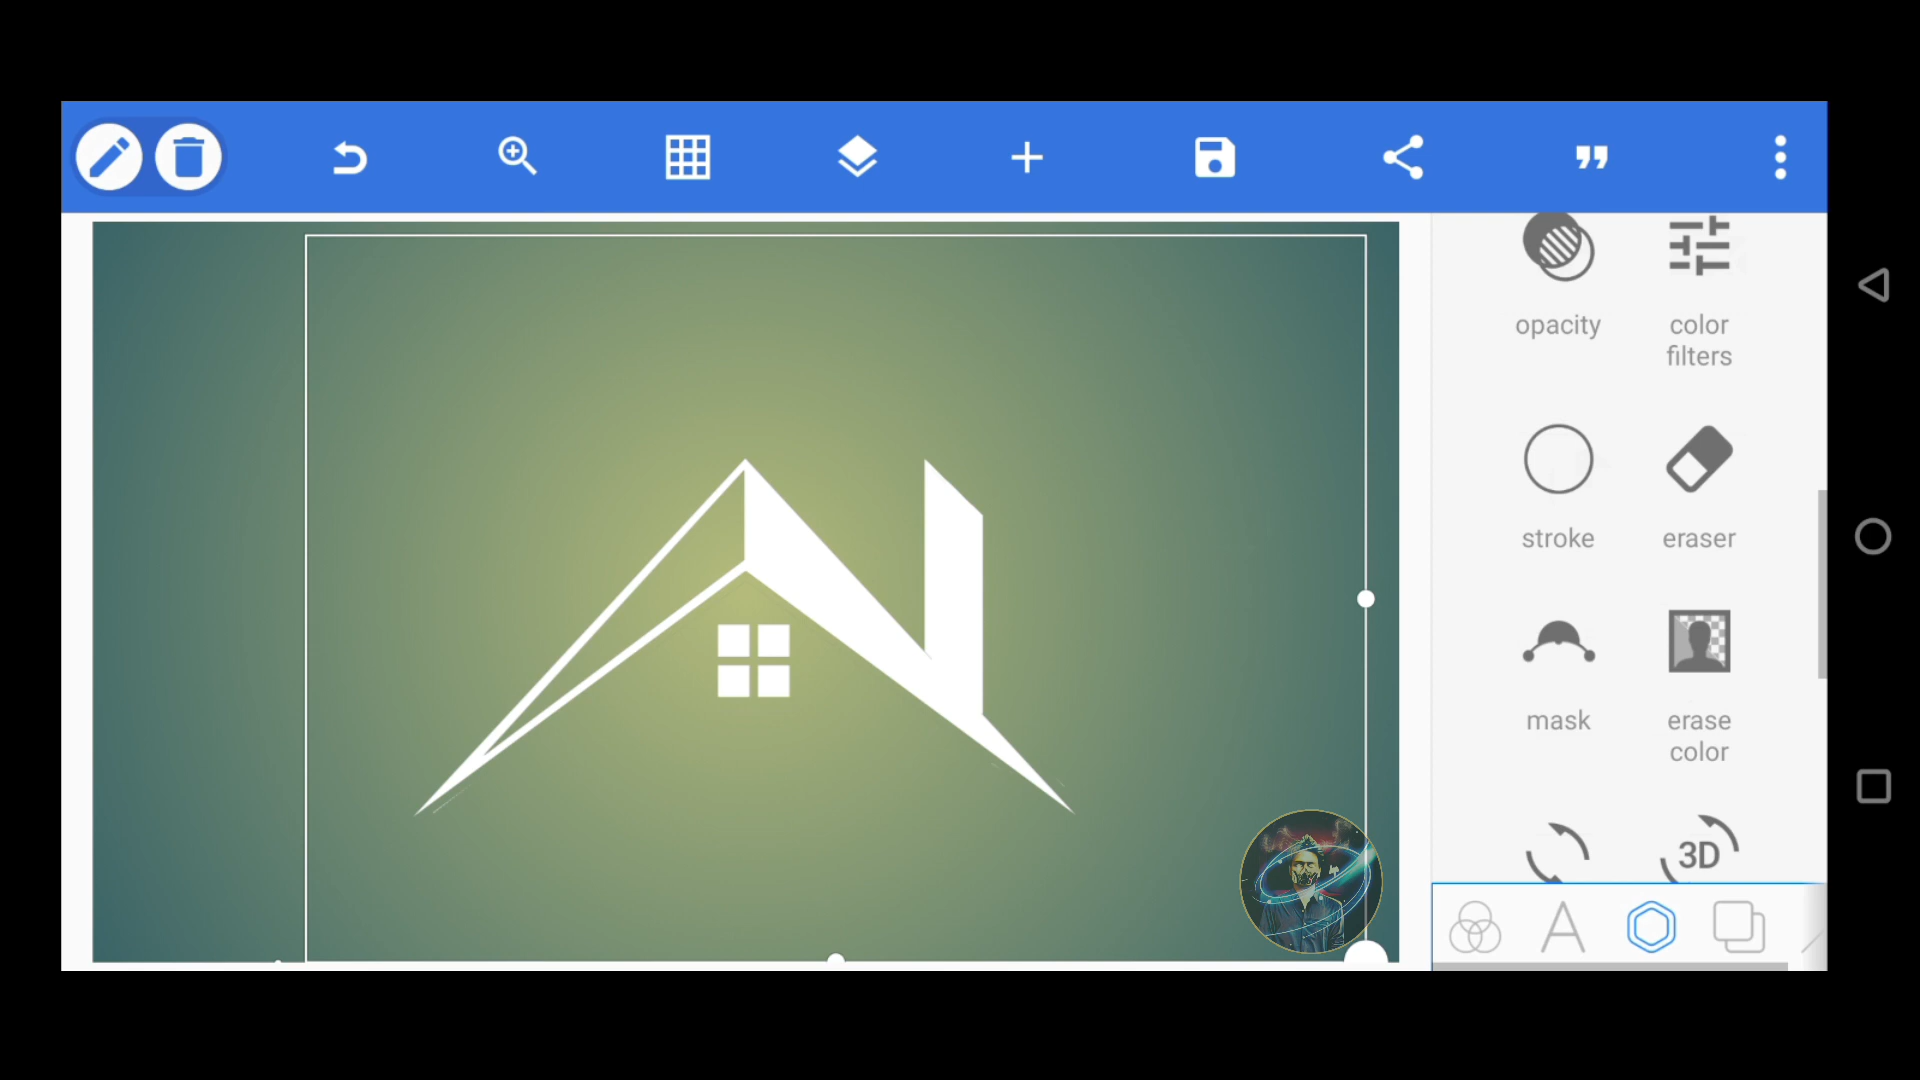 opacity
color
filters
stroke
eraser
mask
erase
color
3D